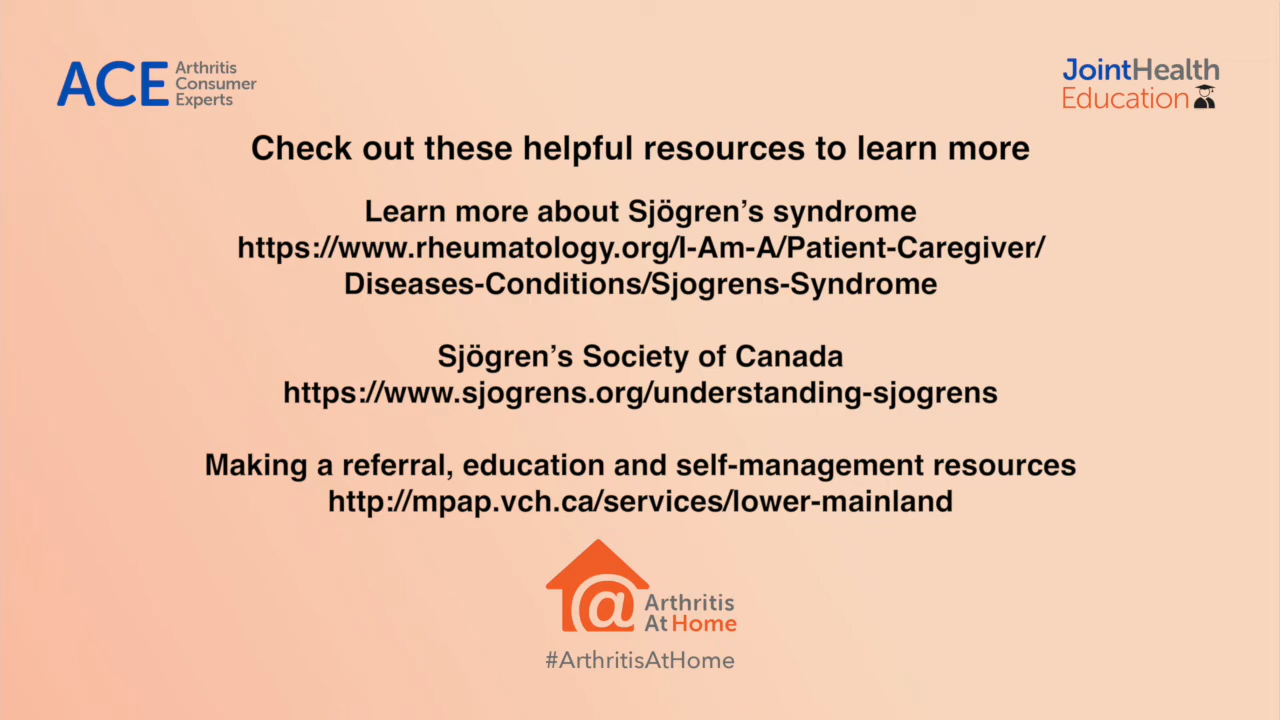 ACE Arthritis
Consumer
Experts
JointHealth
Education
Check out these helpful resources to learn more
Learn more about Sjögren’s syndrome
https://www.rheumatology.org/I-Am-A/Patient-Caregiver/
Diseases-Conditions/Sjogrens-Syndrome
Sjögren’s Society of Canada
https://www.sjogrens.org/understanding-sjogrens
Making a referral, education and self-management resources
http://mpap.vch.ca/services/lower-mainland
@ Arthritis
At Home
#ArthritisAtHome